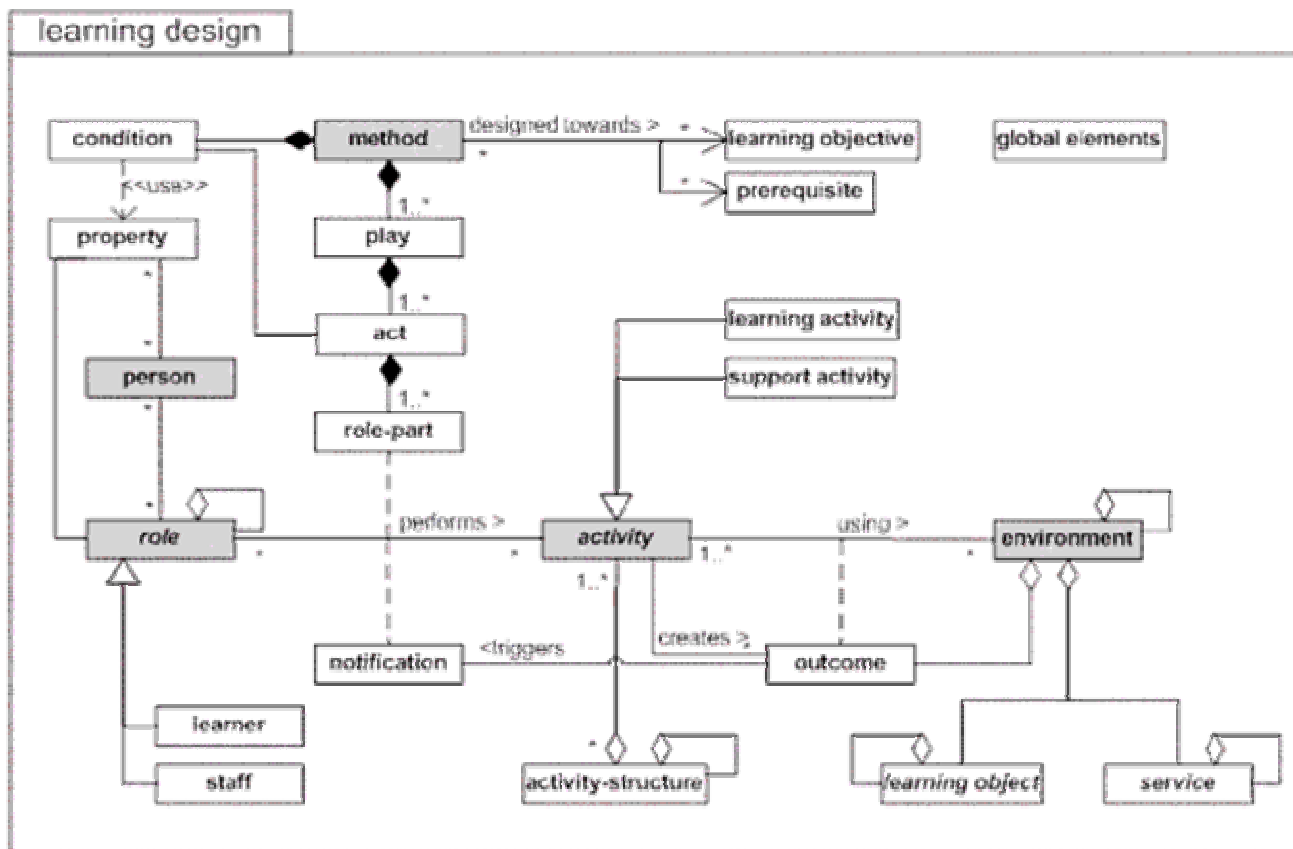 learning design
condition
method
designed towards >
*
*
learning objective
global elements
<<use>>
*
prerequisite
1..*
property
play
*
1..*
learning activity
act
*
person
support activity
*
1..*
role-part
*
role
performs >
*
*
activity
using >
1..*
*
environment
1..*
notification
<triggers
creates >
outcome
learner
*
staff
activity-structure
learning object
service